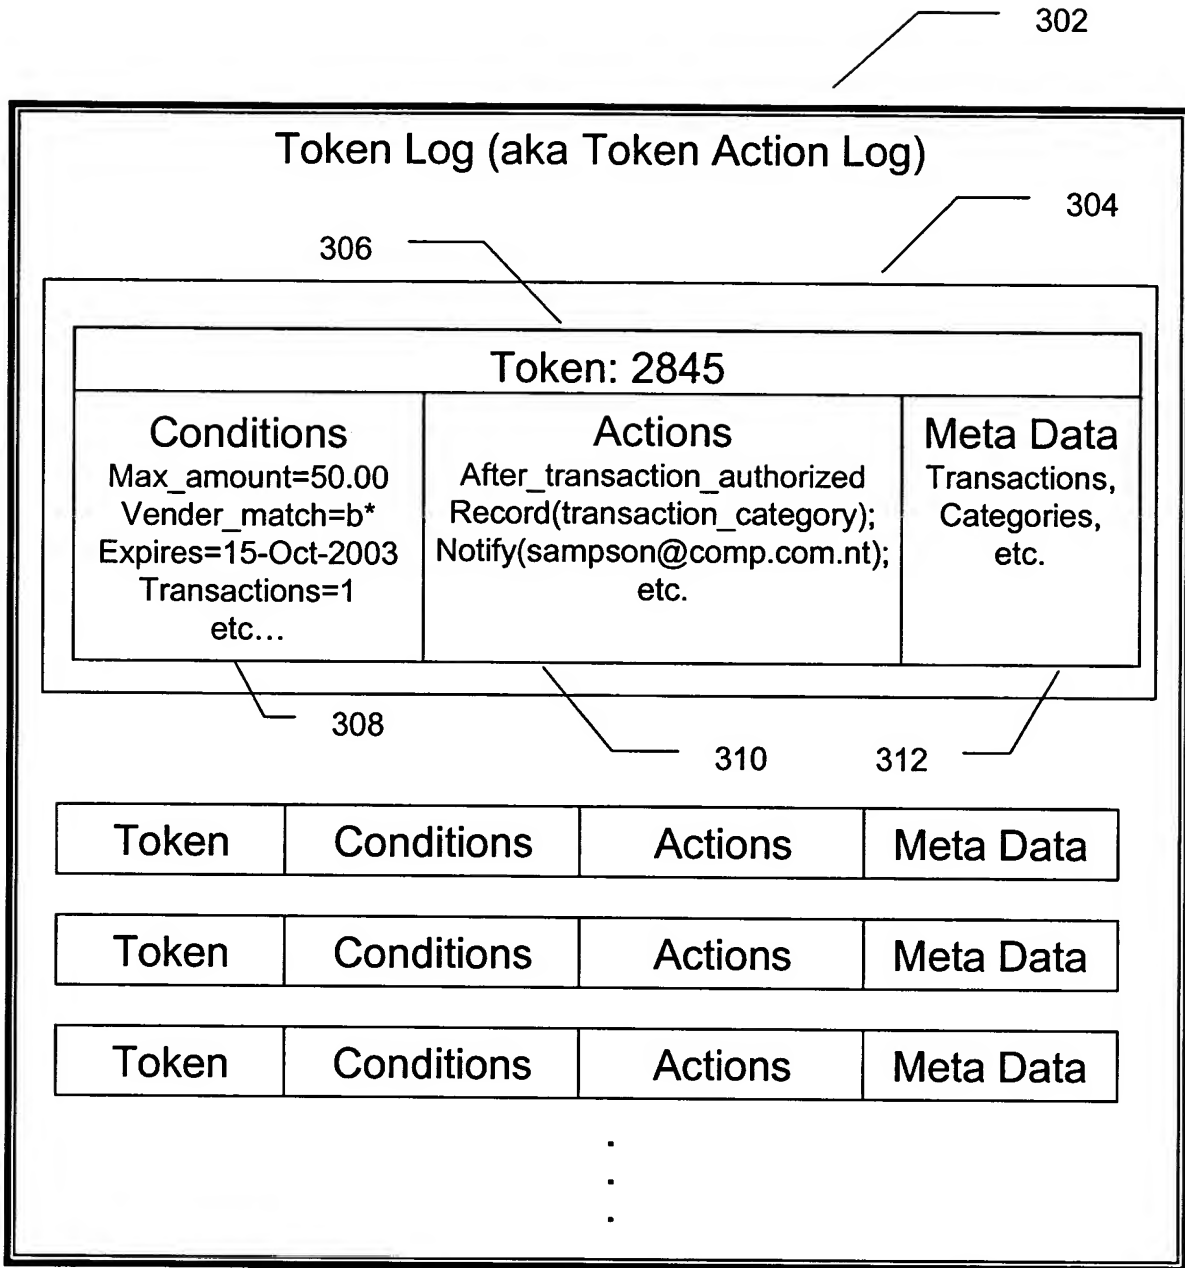 302
Token Log (aka Token Action Log)
304
306
Token: 2845
Conditions
Max_amount=50.00
Vender_match=b*
Expires=15-Oct-2003
Transactions=1
etc...
Actions
After_transaction_authorized
Record(transaction_category);
Notify(sampson@comp.com.nt);
etc.
Meta Data
Transactions,
Categories,
etc.
308
310
312
Token Conditions Actions Meta Data
Token Conditions Actions Meta Data
Token Conditions Actions Meta Data
.
.
.